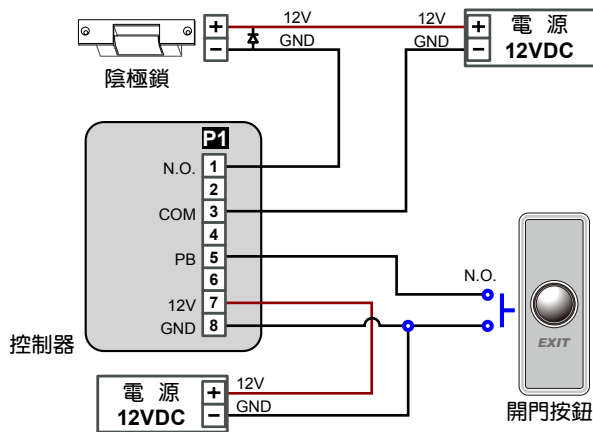 + 12V 12V + 電 源
− GND GND − 12VDC
陰極鎖
P1
N.O. 1
2
COM 3
4
PB 5
N.O.
6
12V 7
GND 8
EXIT
控制器
電 源 + 12V
12VDC − GND
開門按鈕